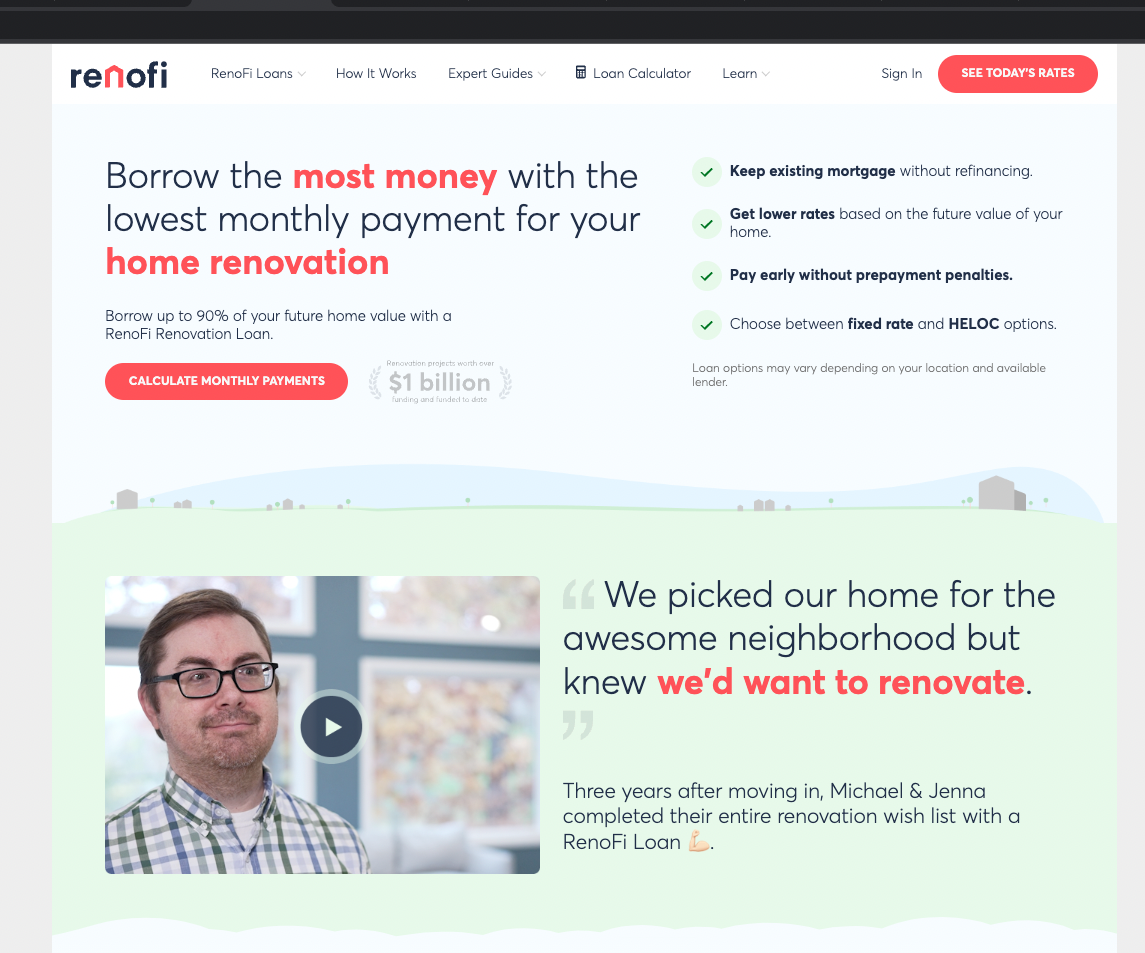 renofi
RenoFi Loans
How It Works
Expert Guides
Loan Calculator
Learn
Sign In
SEE TODAY'S RATES
Borrow the most money with the
lowest monthly payment for your
home renovation
Borrow up to 90% of your future home value with a
RenoFi Renovation Loan.
CALCULATE MONTHLY PAYMENTS
Renovation projects worth over
$1 billion
funding and funded to date
Keep existing mortgage without refinancing.
Get lower rates based on the future value of your
home.
Pay early without prepayment penalties.
Choose between fixed rate and HELOC options.
Loan options may vary depending on your location and available
lender.
“ We picked our home for the
awesome neighborhood but
knew we'd want to renovate.
”
Three years after moving in, Michael & Jenna
completed their entire renovation wish list with a
RenoFi Loan 💪🏻.